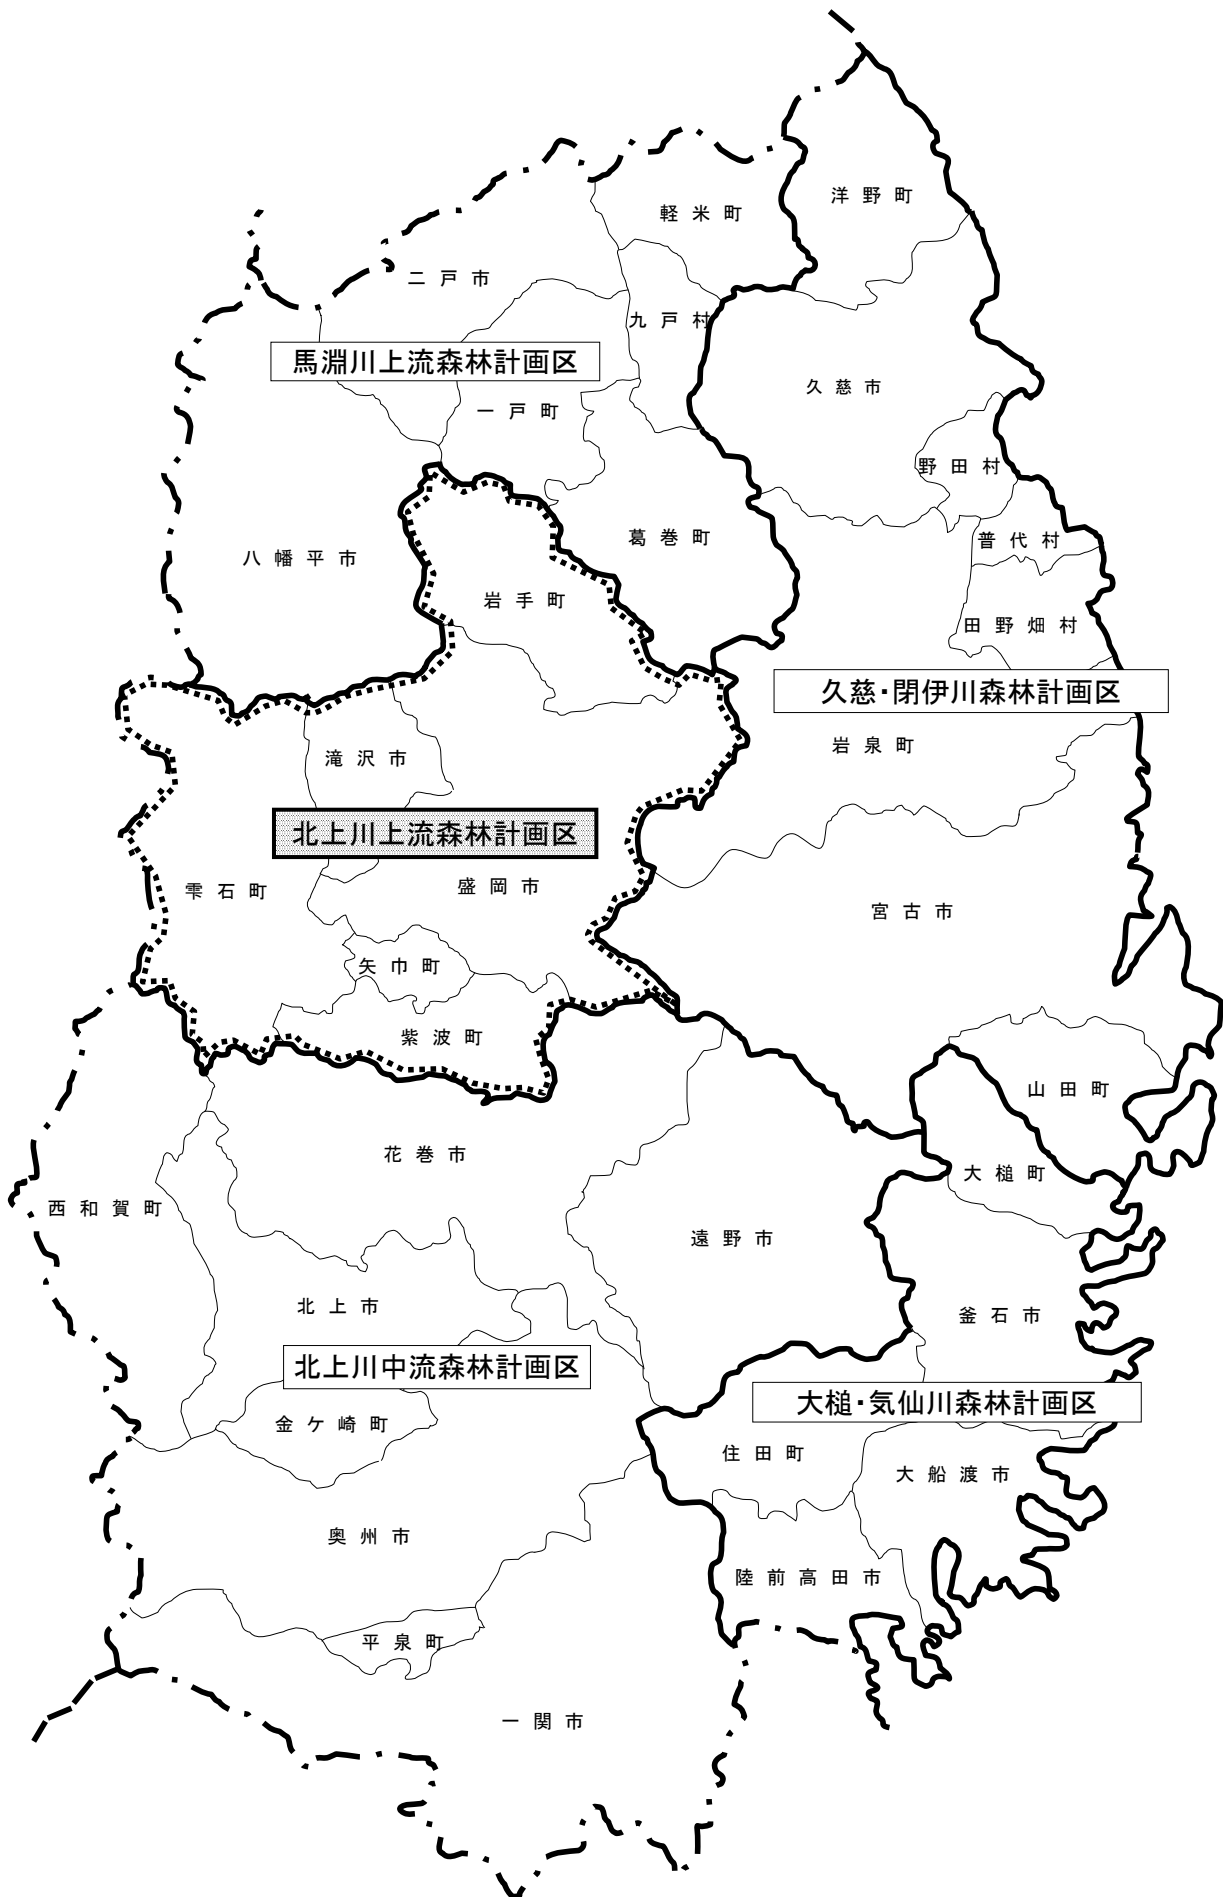 洋野町
軽米町
二戸市
九戸村
馬淵川上流森林計画区
久慈市
一戸町
野田村
葛巻町
普代村
八幡平市
岩手町
田野畑村
久慈・閉伊川森林計画区
岩泉町
滝沢市
北上川上流森林計画区
盛岡市
雫石町
宮古市
矢巾町
紫波町
山田町
花巻市
大槌町
西和賀町
遠野市
北上市
釜石市
北上川中流森林計画区
大槌・気仙川森林計画区
金ケ崎町
住田町
大船渡市
奥州市
陸前高田市
平泉町
一関市